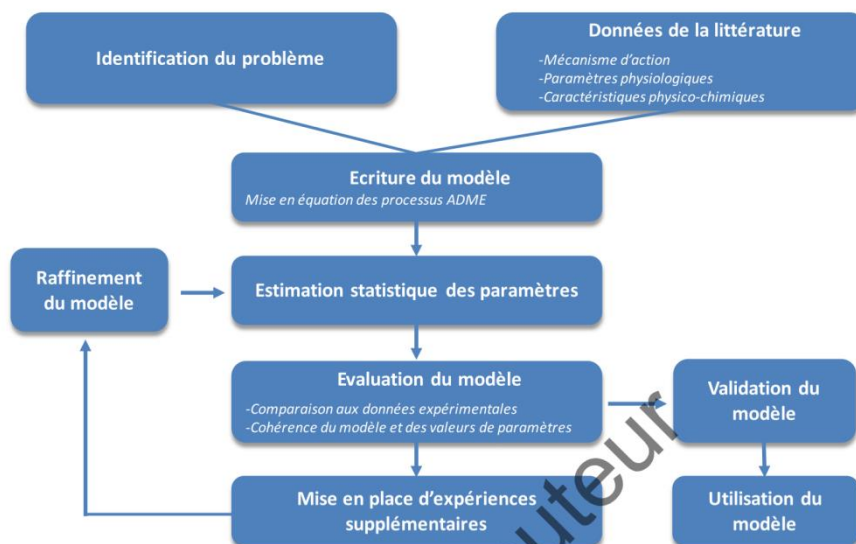 Identification du problème
Données de la littérature
-Mécanisme d'action
-Paramètres physiologiques
-Caractéristiques physico-chimiques
Ecriture du modèle
Mise en équation des processus ADME
Raffinement
du modèle
Estimation statistique des paramètres
Evaluation du modèle
-Comparaison aux données expérimentales
-Cohérence du modèle et des valeurs de paramètres
Validation du
modèle
Mise en place d'expériences
supplémentaires
Utilisation du
modèle
uteur